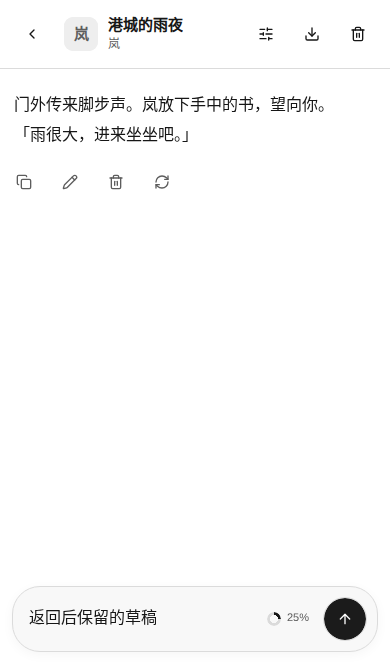 岚
港城的雨夜
岚
门外传来脚步声。岚放下手中的书，望向你。
「雨很大，进来坐坐吧。」
返回后保留的草稿
25%